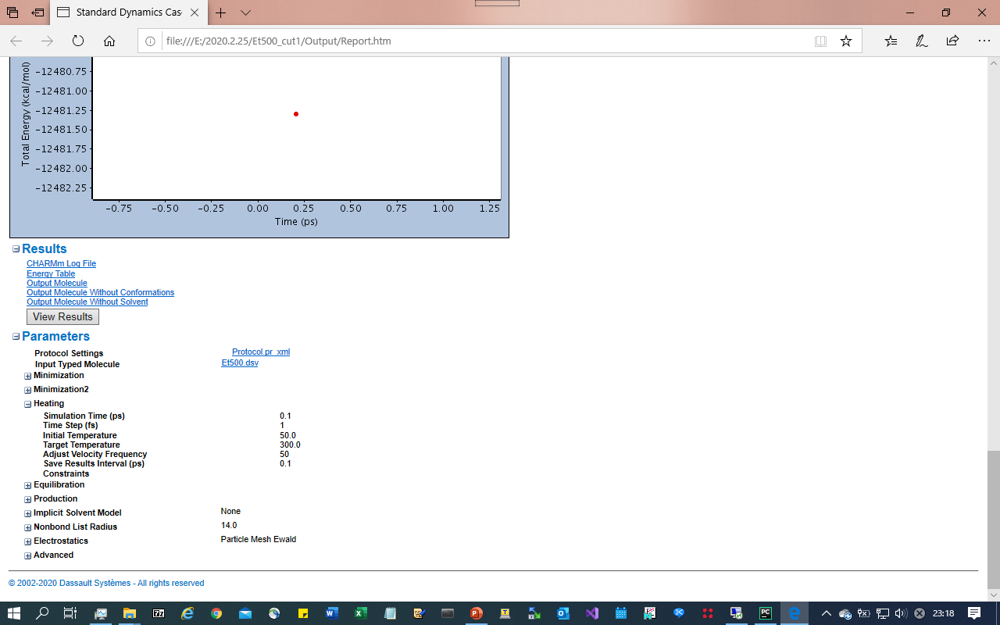 Standard Dynamics Cas
file:///E:/2020.2.25/Et500_cut1/Output/Report.htm
Total Energy (kcal/mol)
-12480.75
-12481.00
-12481.25
-12481.50
-12481.75
-12482.00
-12482.25
-0.75 -0.50 -0.25 0.00 0.25 0.50 0.75 1.00 1.25
Time (ps)
Results
CHARMm Log File
Energy Table
Output Molecule
Output Molecule Without Conformations
Output Molecule Without Solvent
View Results
Parameters
Protocol Settings Protocol.pr_xml
Input Typed Molecule Et500.dsv
Minimization
Minimization2
Heating
Simulation Time (ps) 0.1
Time Step (fs) 1
Initial Temperature 50.0
Target Temperature 300.0
Adjust Velocity Frequency 50
Save Results Interval (ps) 0.1
Constraints
Equilibration
Production
Implicit Solvent Model None
Nonbond List Radius 14.0
Electrostatics Particle Mesh Ewald
Advanced
© 2002-2020 Dassault Systèmes - All rights reserved
23:18